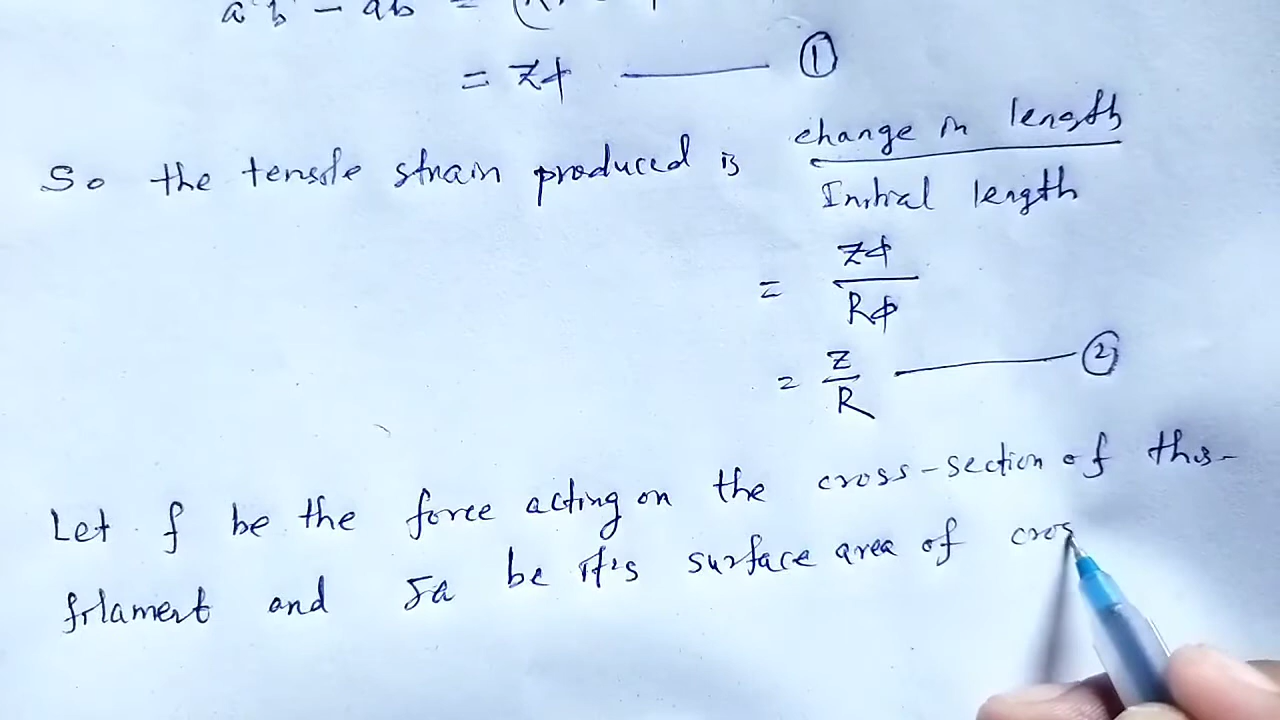 a'b' - ab = (R
= zϕ ——— ①
So the tensile strain produced is change in length / Initial length
= zϕ / Rϕ
= z / R ——— ②
Let f be the force acting on the cross-section of this-
filament and δa be it's surface area of cros